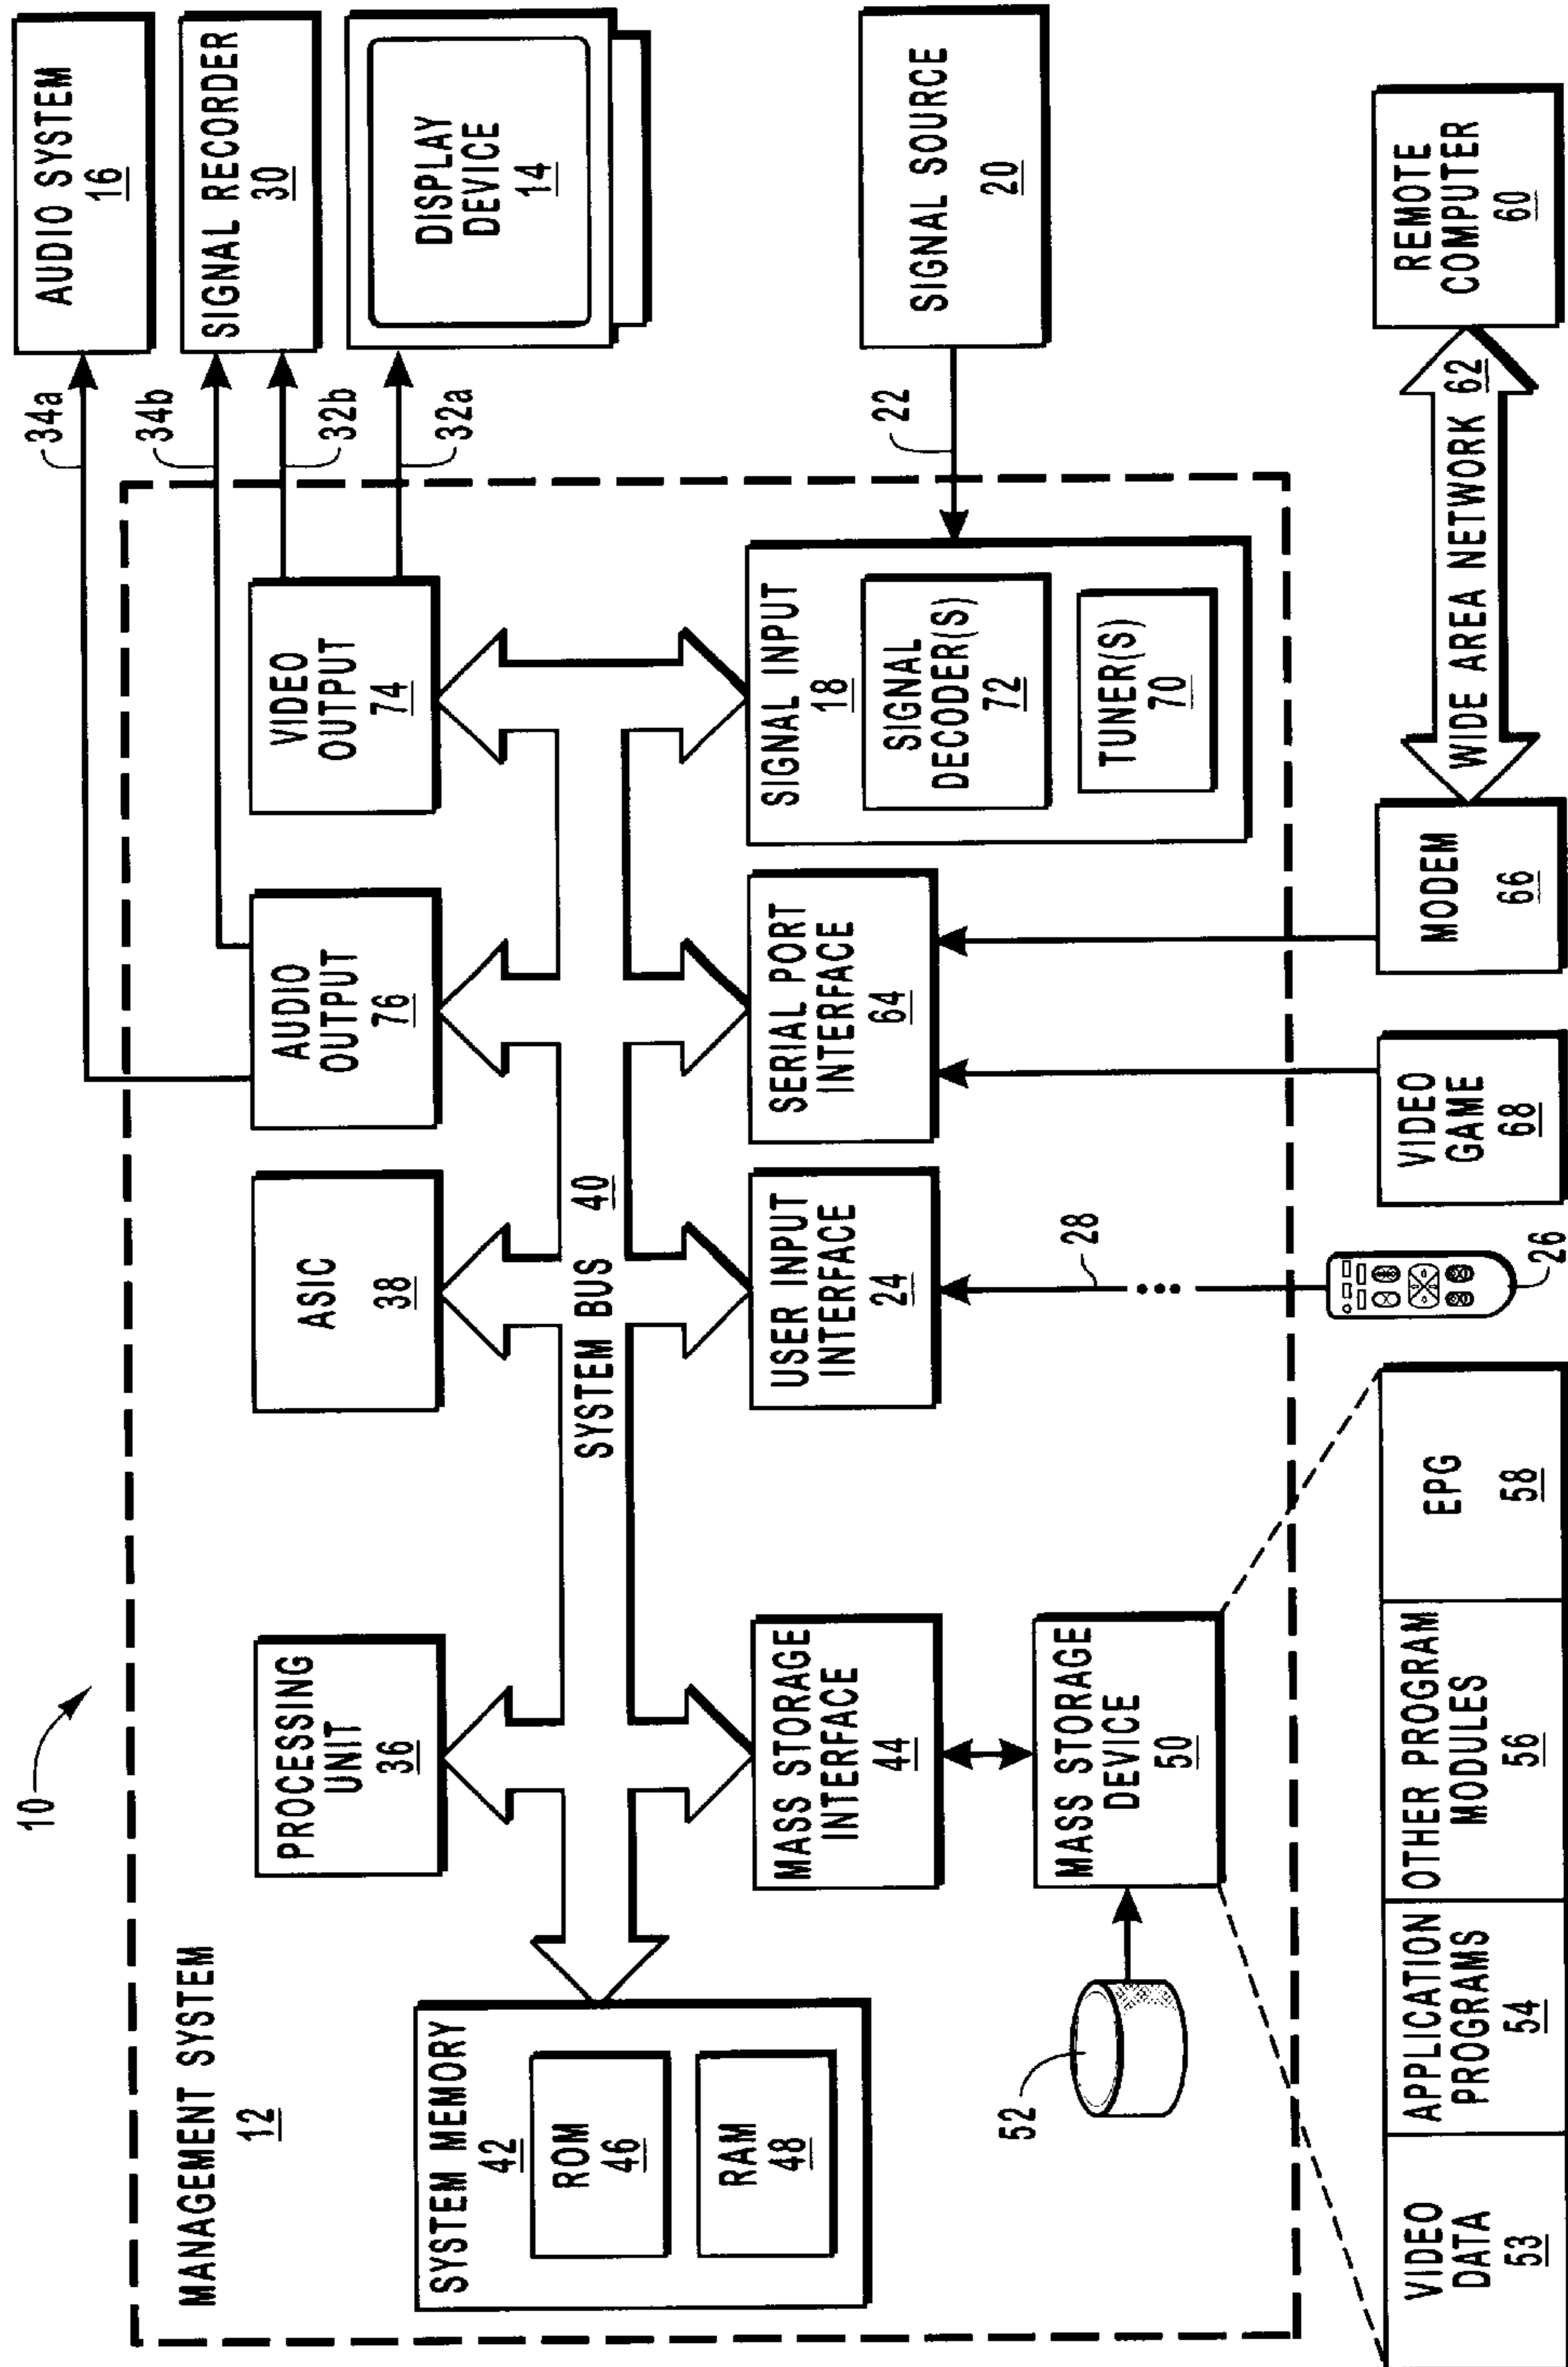 10
MANAGEMENT SYSTEM
12
PROCESSING
UNIT
36
ASIC
38
AUDIO
OUTPUT
76
VIDEO
OUTPUT
74
34a
34b
32b
32a
AUDIO SYSTEM
16
SIGNAL RECORDER
30
DISPLAY
DEVICE
14
SYSTEM MEMORY
42
ROM
46
RAM
48
SYSTEM BUS
40
MASS STORAGE
INTERFACE
44
USER INPUT
INTERFACE
24
SERIAL PORT
INTERFACE
64
SIGNAL INPUT
18
SIGNAL
DECODER(S)
72
TUNER(S)
70
22
SIGNAL SOURCE
20
52
MASS STORAGE
DEVICE
50
28
26
VIDEO
GAME
68
MODEM
66
WIDE AREA NETWORK 62
REMOTE
COMPUTER
60
VIDEO
DATA
53
APPLICATION
PROGRAMS
54
OTHER PROGRAM
MODULES
56
EPG
58